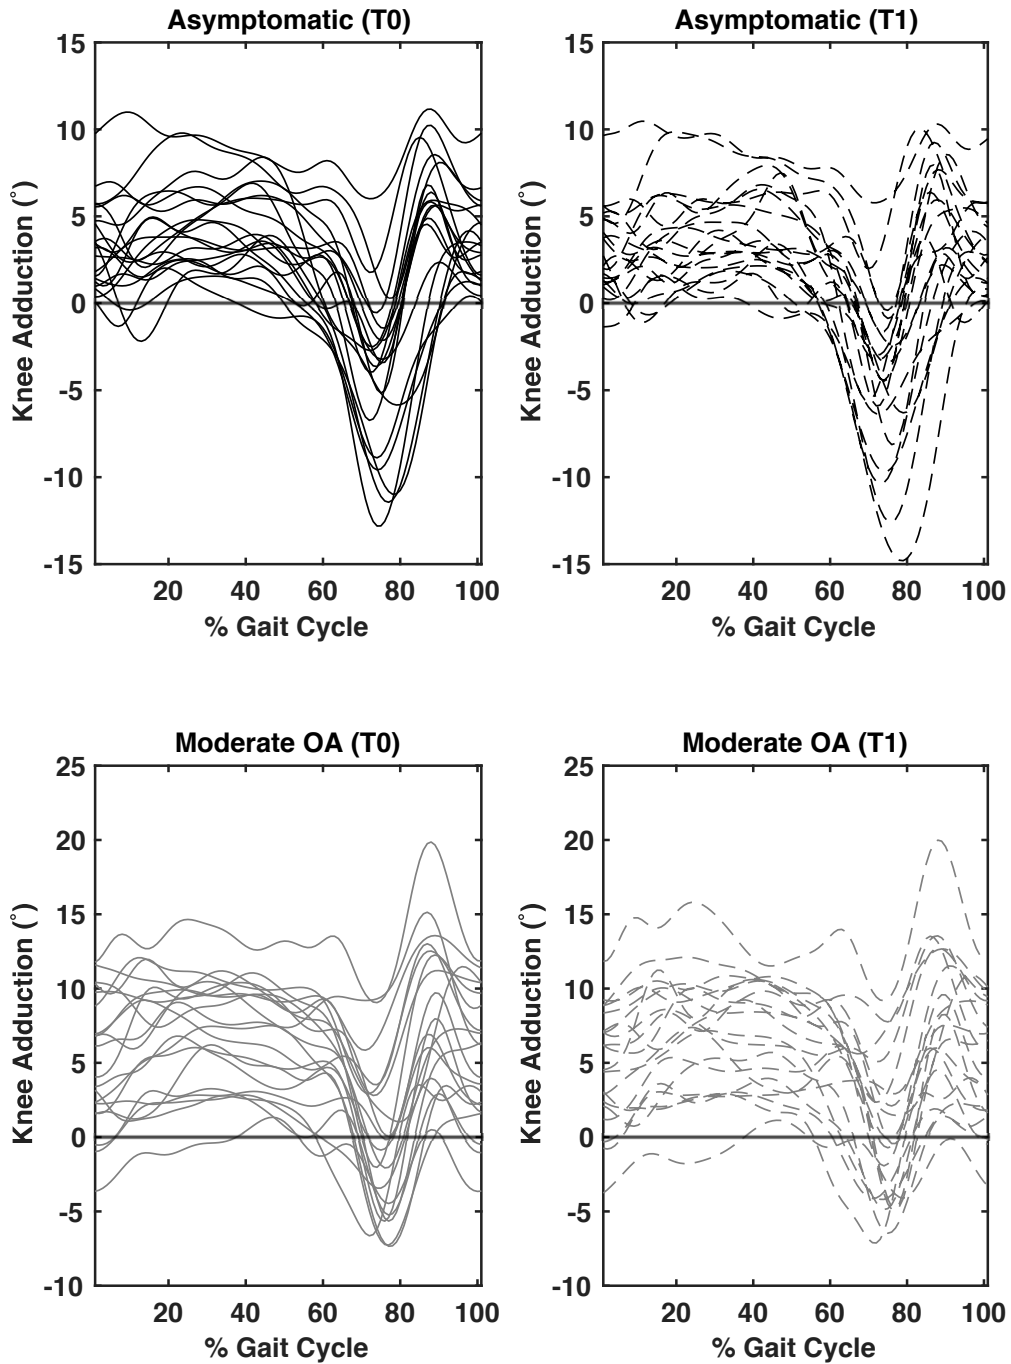 Asymptomatic (T0)
Asymptomatic (T1)
15
10
5
0
-5
-10
-15
Knee Adduction (°)
20 40 60 80 100
% Gait Cycle
15
10
5
0
-5
-10
-15
Knee Adduction (°)
20 40 60 80 100
% Gait Cycle
Moderate OA (T0)
Moderate OA (T1)
25
20
15
10
5
0
-5
-10
Knee Adduction (°)
20 40 60 80 100
% Gait Cycle
25
20
15
10
5
0
-5
-10
Knee Adduction (°)
20 40 60 80 100
% Gait Cycle